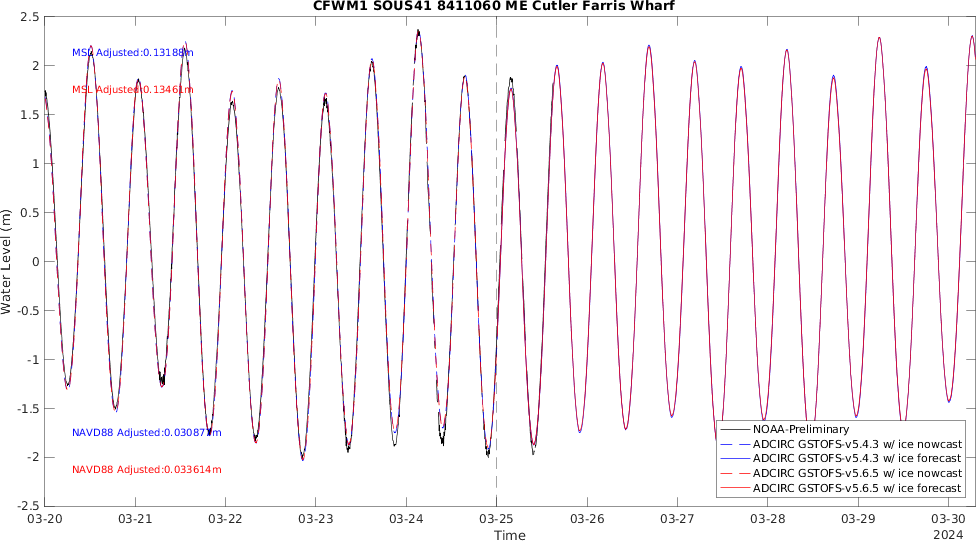 CFWM1 SOUS41 8411060 ME Cutler Farris Wharf
2.5
2
1.5
1
0.5
0
-0.5
-1
-1.5
-2
-2.5
Water Level (m)
MSL Adjusted:0.13188m
MSL Adjusted:0.13461m
NAVD88 Adjusted:0.030877m
NAVD88 Adjusted:0.033614m
NOAA-Preliminary
ADCIRC GSTOFS-v5.4.3 w/ ice nowcast
ADCIRC GSTOFS-v5.4.3 w/ ice forecast
ADCIRC GSTOFS-v5.6.5 w/ ice nowcast
ADCIRC GSTOFS-v5.6.5 w/ ice forecast
03-20 03-21 03-22 03-23 03-24 03-25 03-26 03-27 03-28 03-29 03-30
Time
2024